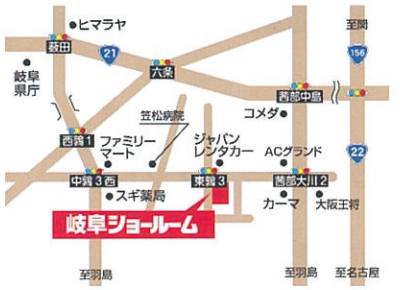 ヒマラヤ
至関
薮田
21
156
岐阜
県庁
六条
茜部中島
笠松病院
コメダ
西鶉1
ファミリー
マート
ジャパン
レンタカー
ACグランド
22
中鶉3西
東鶉3
茜部大川2
スギ薬局
カーマ
大阪王将
岐阜ショールーム
至羽島
至羽島
至名古屋